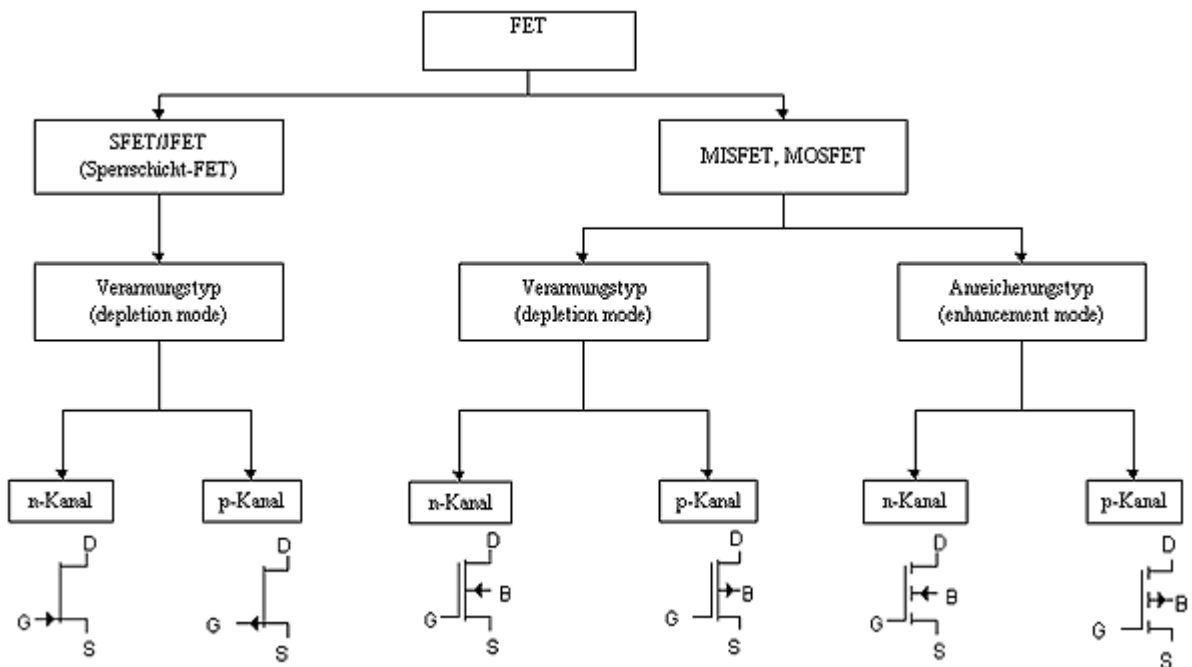 FET
SFET/JFET
(Sperrschicht-FET)
MISFET, MOSFET
Verarmungstyp
(depletion mode)
Verarmungstyp
(depletion mode)
Anreicherungstyp
(enhancement mode)
n-Kanal
p-Kanal
n-Kanal
p-Kanal
n-Kanal
p-Kanal
D
G
S
D
G
S
D
B
G
S
D
B
G
S
D
B
G
S
D
B
G
S